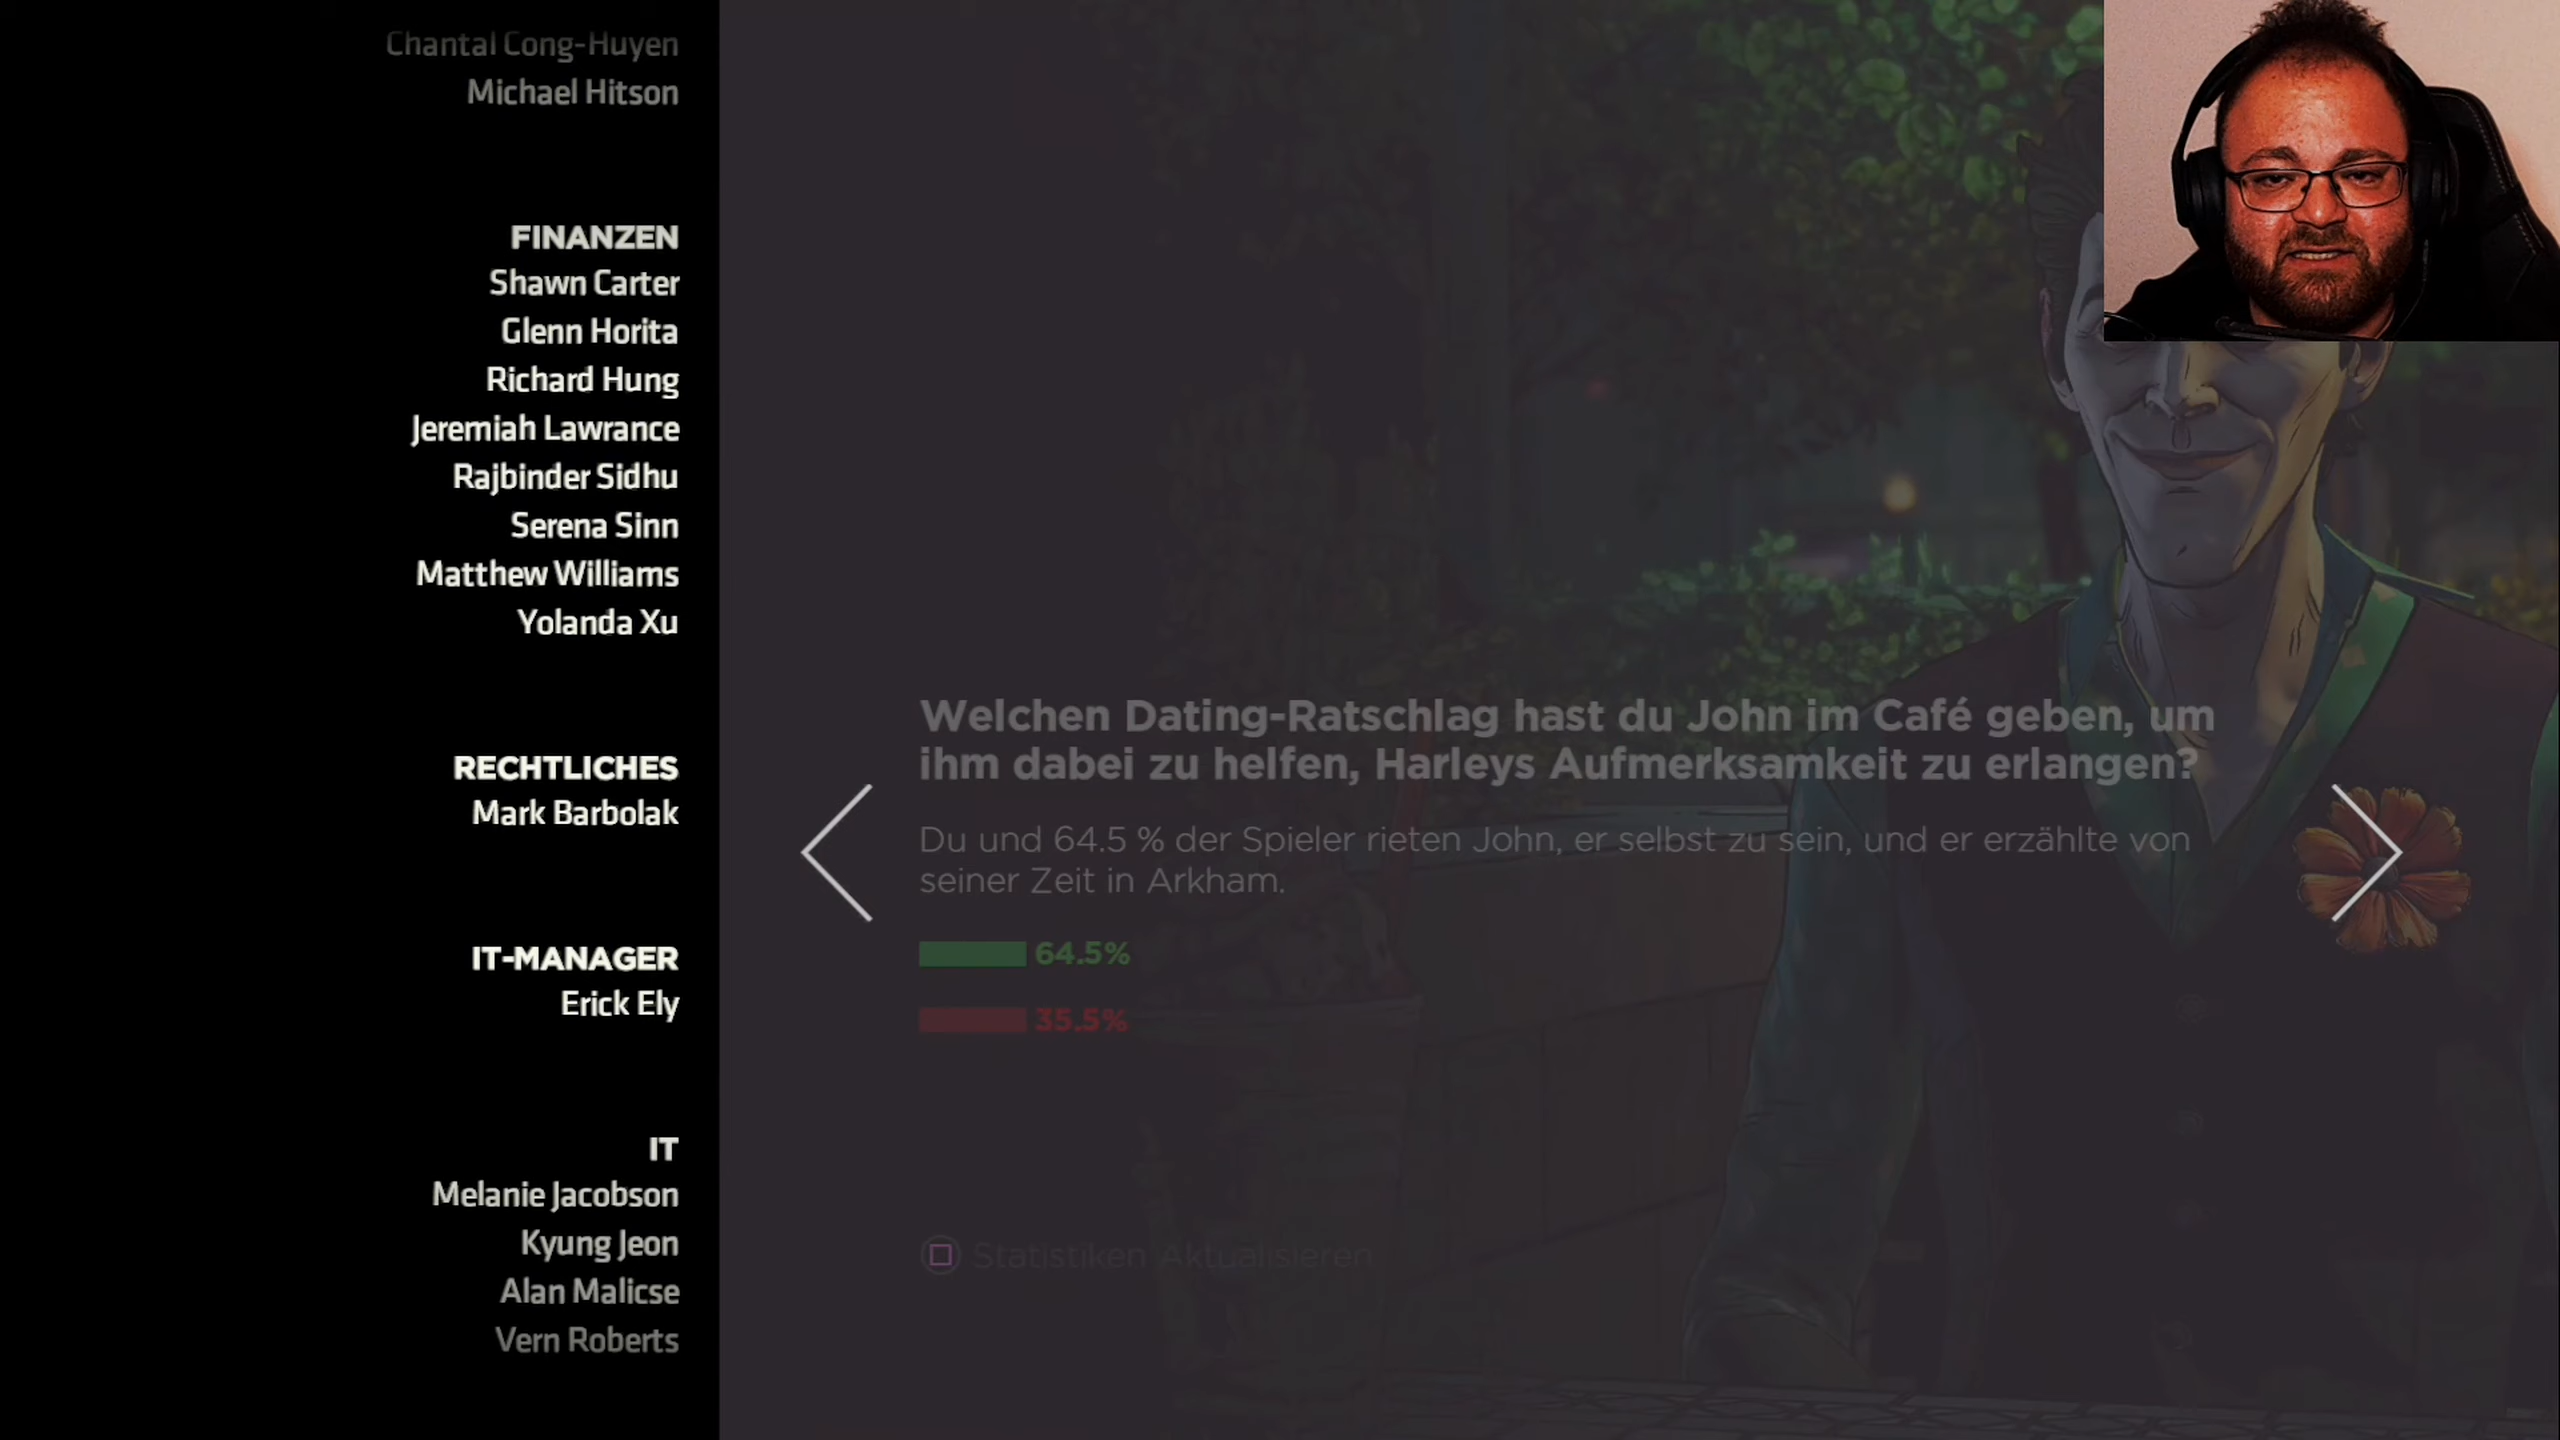 Chantal Cong-Huyen
Michael Hitson
FINANZEN
Shawn Carter
Glenn Horita
Richard Hung
Jeremiah Lawrance
Rajbinder Sidhu
Serena Sinn
Matthew Williams
Yolanda Xu
RECHTLICHES
Mark Barbolak
IT-MANAGER
Erick Ely
IT
Melanie Jacobson
Kyung Jeon
Alan Malicse
Vern Roberts
Welchen Dating-Ratschlag hast du John im Café geben, um
ihm dabei zu helfen, Harleys Aufmerksamkeit zu erlangen?
Du und 64.5 % der Spieler rieten John, er selbst zu sein, und er erzählte von
seiner Zeit in Arkham.
64.5%
35.5%
Statistiken Aktualisieren